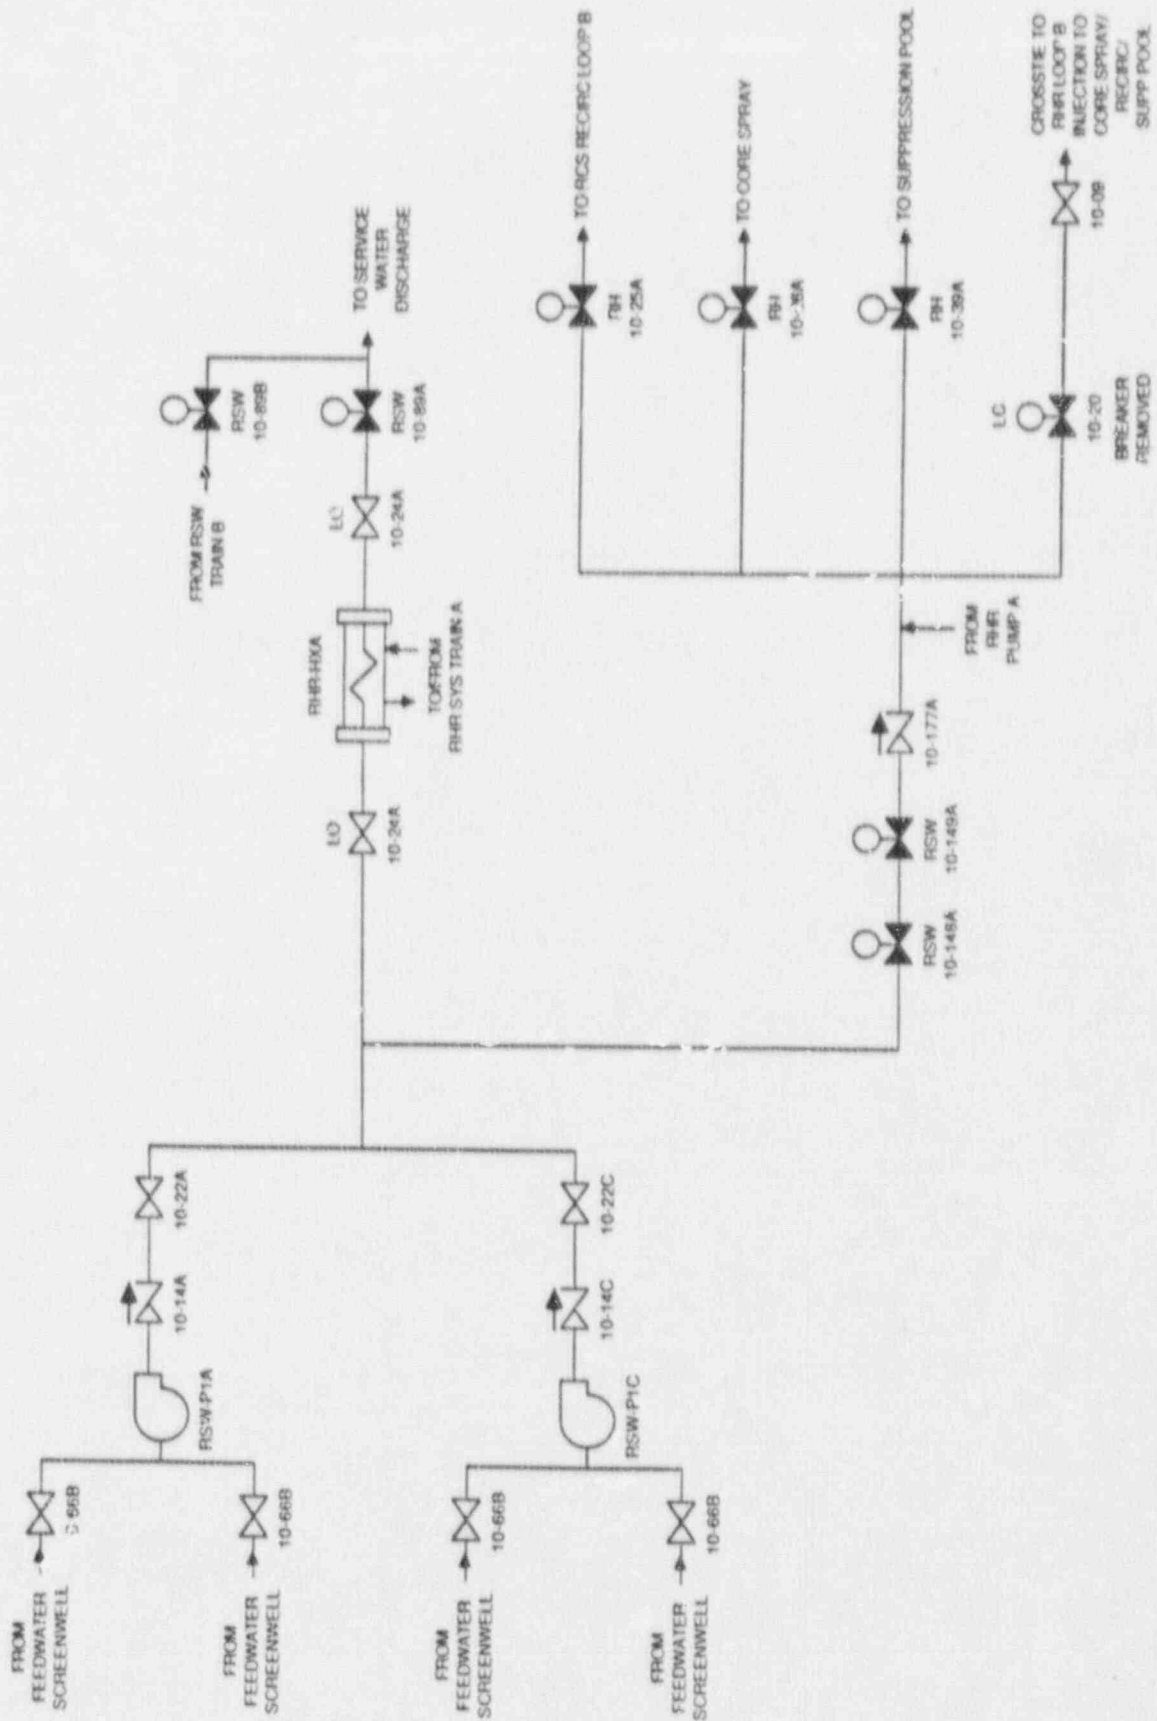 FROM
FEEDWATER
SCREENWELL
FROM
FEEDWATER
SCREENWELL
10-66B
RSW-P1A
10-14A
10-22A
FROM
FEEDWATER
SCREENWELL
10-66B
FROM
FEEDWATER
SCREENWELL
10-66B
RSW-P1C
10-14C
10-22C
LO
10-24A
RHR-HXA
TO/FROM
RHR SYS TRAIN A
LO
10-24A
FROM RSW
TRAIN B
RSW
10-89B
RSW
10-89A
TO SERVICE
WATER
DISCHARGE
RSW
10-148A
RSW
10-149A
10-177A
FROM
RHR
PUMP A
RH
10-25A
TO RCS RECIRC LOOP B
RH
TO CORE SPRAY
RH
10-39A
TO SUPPRESSION POOL
LC
10-20
BREAKER
REMOVED
10-09
CROSSTIE TO
RHR LOOP B
INJECTION TO
CORE SPRAY/
RECIRC/
SUPP POOL